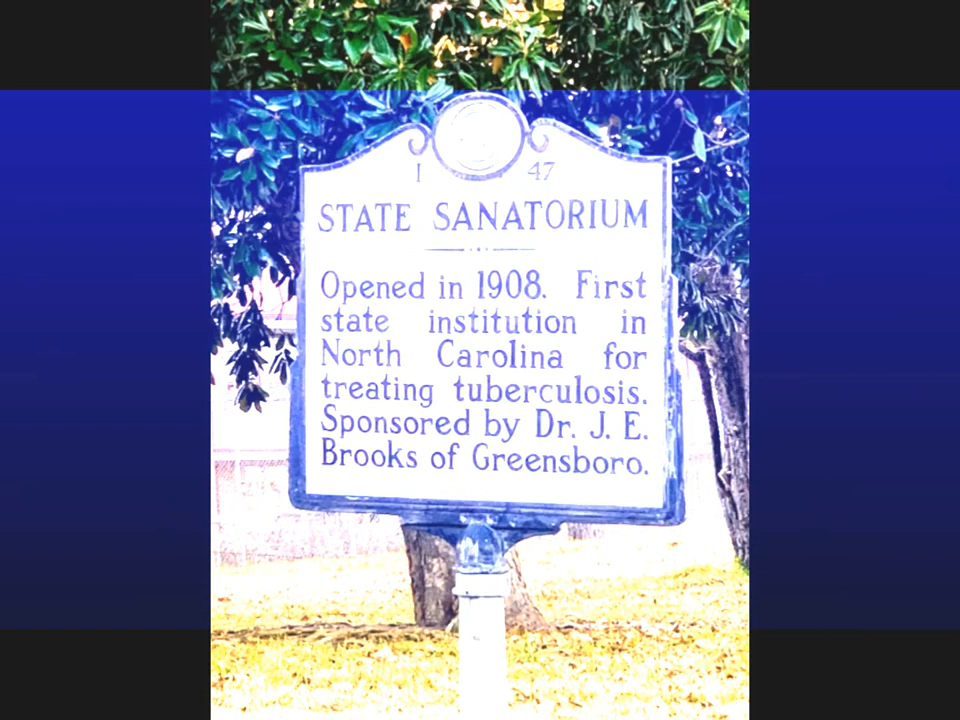 I 47
STATE SANATORIUM
Opened in 1908. First
state institution in
North Carolina for
treating tuberculosis.
Sponsored by Dr. J. E.
Brooks of Greensboro.